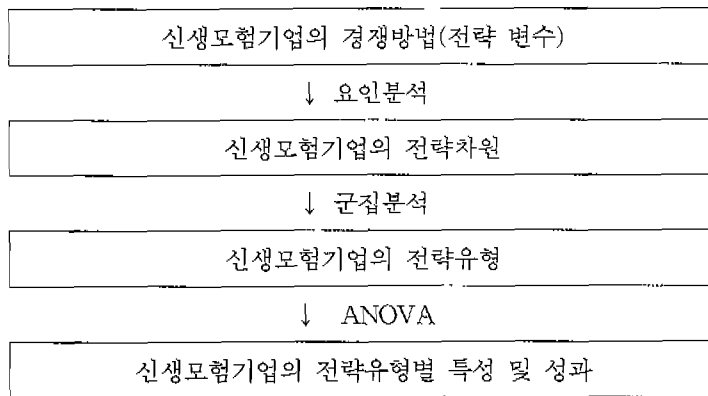 신생모험기업의 경쟁방법(전략 변수)
↓ 요인분석
신생모험기업의 전략차원
↓ 군집분석
신생모험기업의 전략유형
↓ ANOVA
신생모험기업의 전략유형별 특성 및 성과